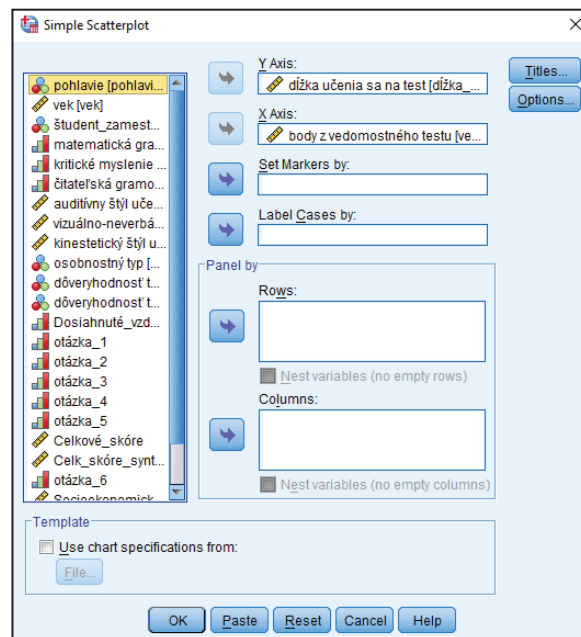 Simple Scatterplot
pohlavie [pohlavi...
vek [vek]
študent_zamest...
matematická gra...
kritické myslenie ...
čitateľská gramo...
auditívny štýl uče...
vizuálno-neverbá...
kinestetický štýl u...
osobnostný typ [...
dôveryhodnosť t...
dôveryhodnosť t...
Dosiahnuté_vzd...
otázka_1
otázka_2
otázka_3
otázka_4
otázka_5
Celkové_skóre
Celk_skóre_synt...
otázka_6
Socioekonomick...
Y Axis:
dĺžka učenia sa na test [dĺžka_...
X Axis:
body z vedomostného testu [ve...
Set Markers by:
Label Cases by:
Panel by
Rows:
Nest variables (no empty rows)
Columns:
Nest variables (no empty columns)
Titles...
Options...
Template
Use chart specifications from:
File...
OK Paste Reset Cancel Help